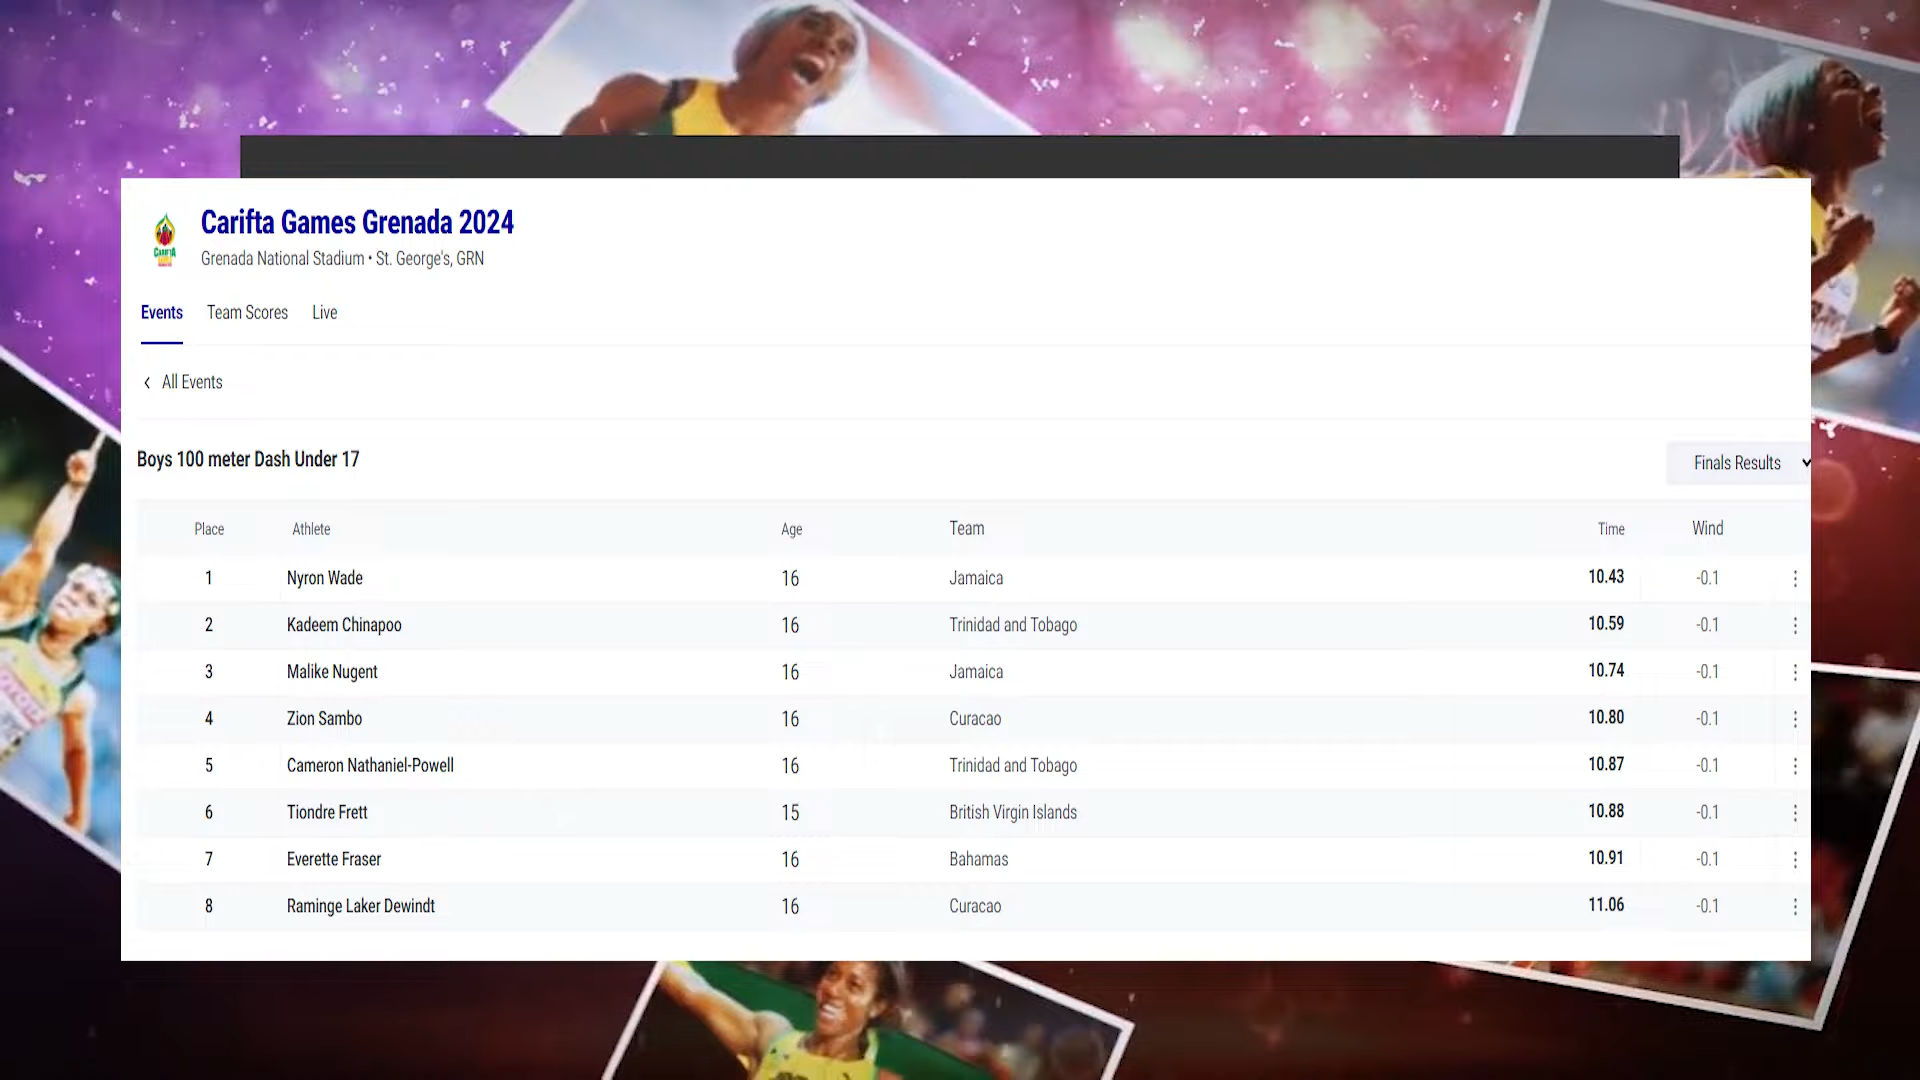 Carifta Games Grenada 2024
Grenada National Stadium • St. George's, GRN
CARIFTA
Events Team Scores Live
‹ All Events
Boys 100 meter Dash Under 17
Finals Results
Place Athlete Age Team Time Wind
1 Nyron Wade 16 Jamaica 10.43 -0.1
2 Kadeem Chinapoo 16 Trinidad and Tobago 10.59 -0.1
3 Malike Nugent 16 Jamaica 10.74 -0.1
4 Zion Sambo 16 Curacao 10.80 -0.1
5 Cameron Nathaniel-Powell 16 Trinidad and Tobago 10.87 -0.1
6 Tiondre Frett 15 British Virgin Islands 10.88 -0.1
7 Everette Fraser 16 Bahamas 10.91 -0.1
8 Raminge Laker Dewindt 16 Curacao 11.06 -0.1